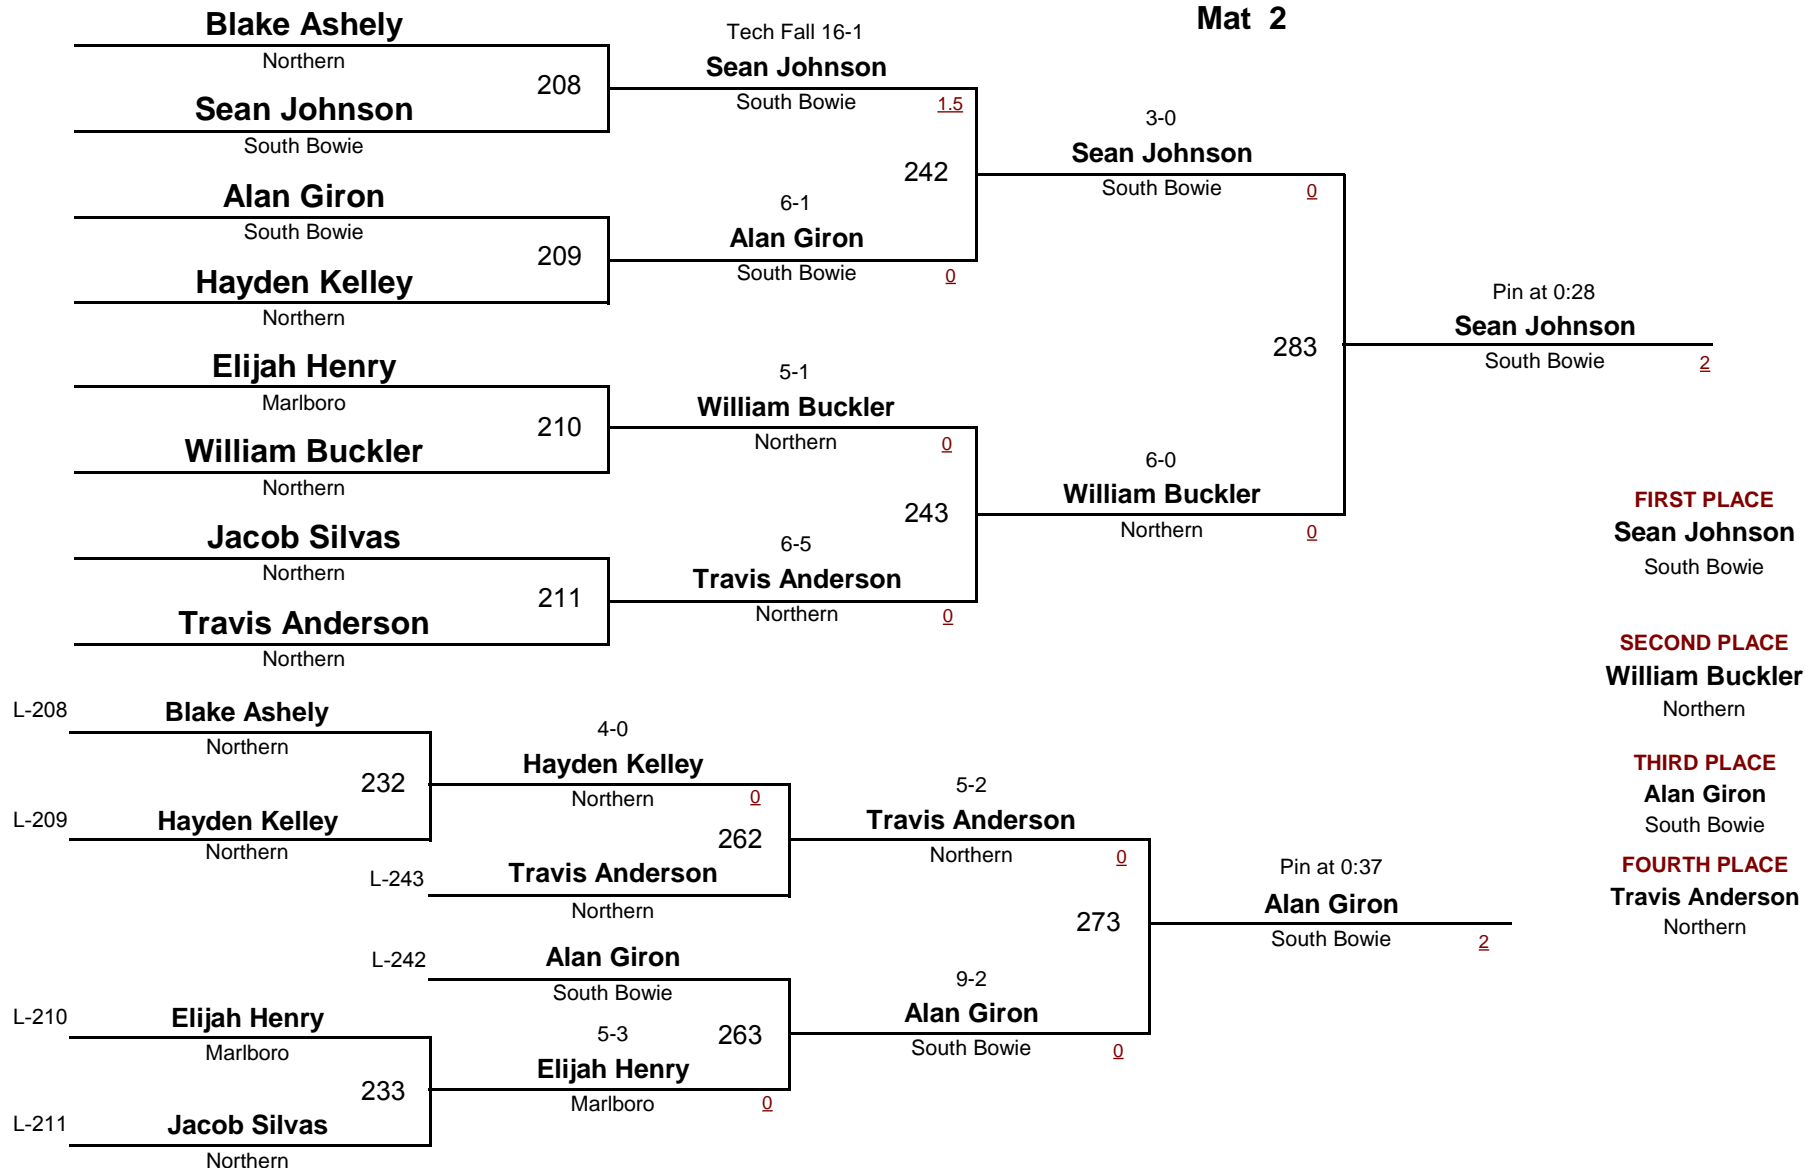 Mat 2
Blake Ashely
Northern
208
Sean Johnson
South Bowie
Tech Fall 16-1
Sean Johnson
South Bowie
1.5
Alan Giron
South Bowie
209
Hayden Kelley
Northern
6-1
Alan Giron
South Bowie
0
242
3-0
Sean Johnson
South Bowie
0
Elijah Henry
Marlboro
210
William Buckler
Northern
5-1
William Buckler
Northern
0
Jacob Silvas
Northern
211
Travis Anderson
Northern
6-5
Travis Anderson
Northern
0
243
6-0
William Buckler
Northern
0
283
Pin at 0:28
Sean Johnson
South Bowie
2
FIRST PLACE
Sean Johnson
South Bowie
SECOND PLACE
William Buckler
Northern
THIRD PLACE
Alan Giron
South Bowie
FOURTH PLACE
Travis Anderson
Northern
L-208
Blake Ashely
Northern
232
L-209
Hayden Kelley
Northern
4-0
Hayden Kelley
Northern
0
262
L-243
Travis Anderson
Northern
5-2
Travis Anderson
Northern
0
L-242
Alan Giron
South Bowie
263
L-210
Elijah Henry
Marlboro
233
L-211
Jacob Silvas
Northern
5-3
Elijah Henry
Marlboro
0
9-2
Alan Giron
South Bowie
0
273
Pin at 0:37
Alan Giron
South Bowie
2